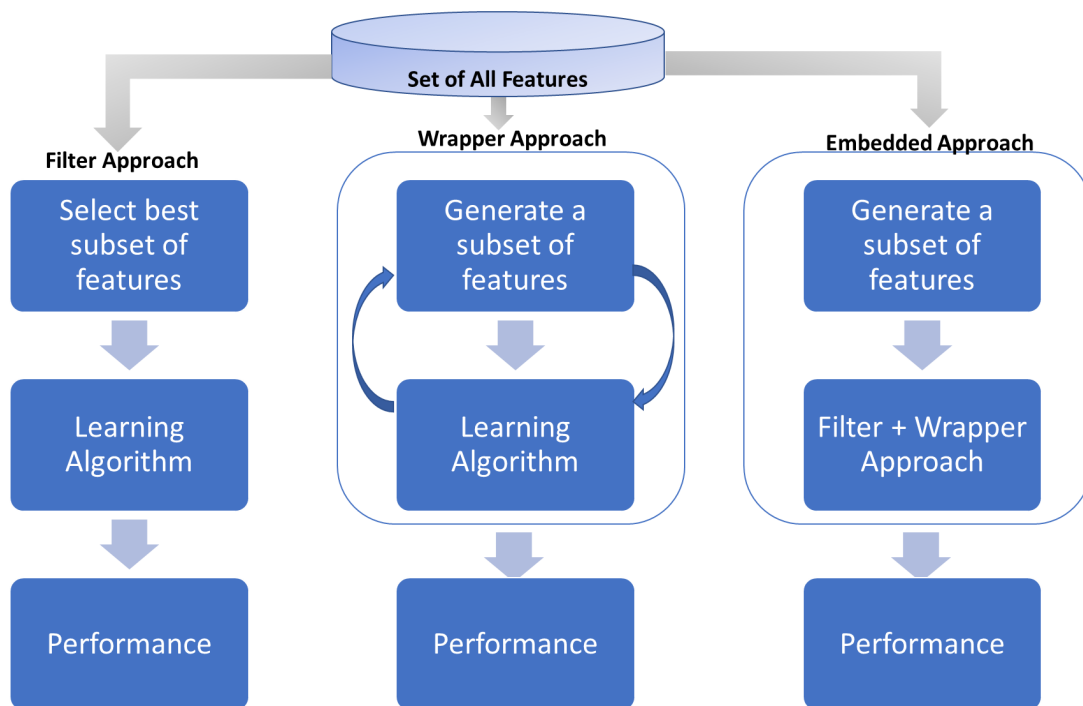 Set of All Features
Filter Approach
Select best
subset of
features
Learning
Algorithm
Performance
Wrapper Approach
Generate a
subset of
features
Learning
Algorithm
Performance
Embedded Approach
Generate a
subset of
features
Filter + Wrapper
Approach
Performance